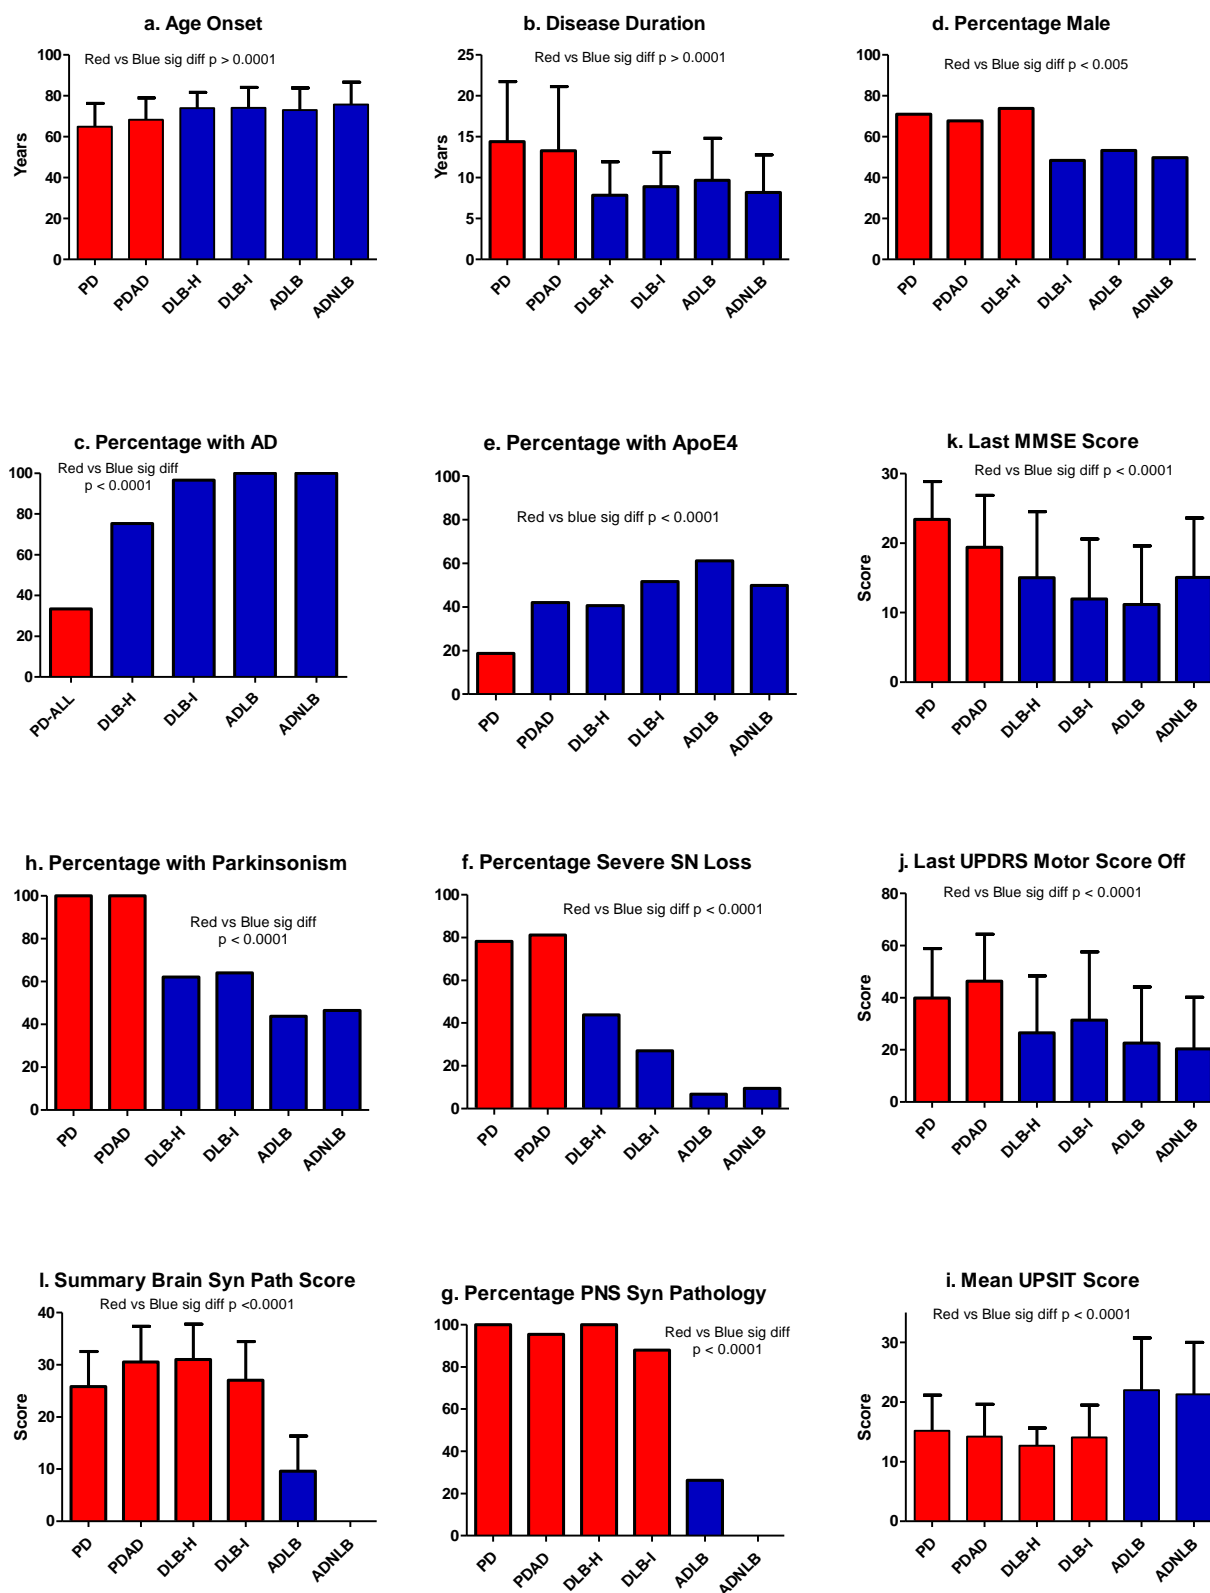 a. Age Onset
Red vs Blue sig diff p > 0.0001
Years
100
80
60
40
20
0
PD
PDAD
DLB-H
DLB-I
ADLB
ADNLB
b. Disease Duration
Red vs Blue sig diff p > 0.0001
Years
25
20
15
10
5
0
PD
PDAD
DLB-H
DLB-I
ADLB
ADNLB
d. Percentage Male
Red vs Blue sig diff p < 0.005
100
80
60
40
20
0
PD
PDAD
DLB-H
DLB-I
ADLB
ADNLB
c. Percentage with AD
Red vs Blue sig diff
p < 0.0001
100
80
60
40
20
0
PD-ALL
DLB-H
DLB-I
ADLB
ADNLB
e. Percentage with ApoE4
Red vs blue sig diff p < 0.0001
100
80
60
40
20
0
PD
PDAD
DLB-H
DLB-I
ADLB
ADNLB
k. Last MMSE Score
Red vs Blue sig diff p < 0.0001
Score
30
20
10
0
PD
PDAD
DLB-H
DLB-I
ADLB
ADNLB
h. Percentage with Parkinsonism
Red vs Blue sig diff
p < 0.0001
100
80
60
40
20
0
PD
PDAD
DLB-H
DLB-I
ADLB
ADNLB
f. Percentage Severe SN Loss
Red vs Blue sig diff p < 0.0001
100
80
60
40
20
0
PD
PDAD
DLB-H
DLB-I
ADLB
ADNLB
j. Last UPDRS Motor Score Off
Red vs Blue sig diff p < 0.0001
Score
80
60
40
20
0
PD
PDAD
DLB-H
DLB-I
ADLB
ADNLB
l. Summary Brain Syn Path Score
Red vs Blue sig diff p <0.0001
Score
40
30
20
10
0
PD
PDAD
DLB-H
DLB-I
ADLB
ADNLB
g. Percentage PNS Syn Pathology
Red vs Blue sig diff
p < 0.0001
100
80
60
40
20
0
PD
PDAD
DLB-H
DLB-I
ADLB
ADNLB
i. Mean UPSIT Score
Red vs Blue sig diff p < 0.0001
Score
30
20
10
0
PD
PDAD
DLB-H
DLB-I
ADLB
ADNLB